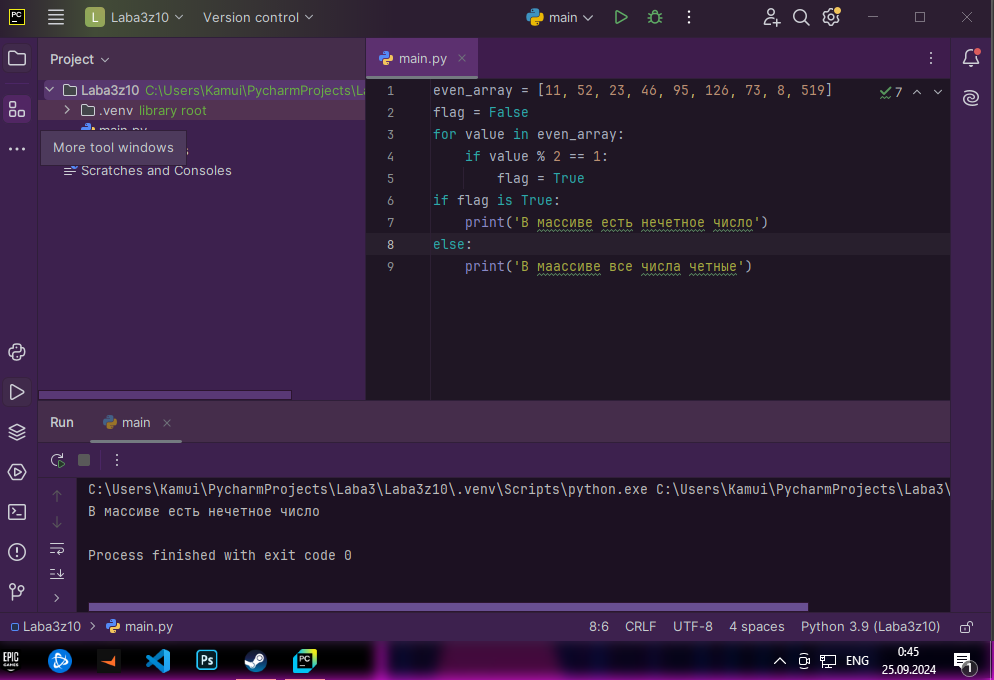 PC
L Laba3z10 Version control main
Project
main.py
Laba3z10 C:\Users\Kamui\PycharmProjects\La
.venv library root
main.py
More tool windows
Scratches and Consoles
7
1 even_array = [11, 52, 23, 46, 95, 126, 73, 8, 519]
2 flag = False
3 for value in even_array:
4 if value % 2 == 1:
5 flag = True
6 if flag is True:
7 print('В массиве есть нечетное число')
8 else:
9 print('В маассиве все числа четные')
Run main
C:\Users\Kamui\PycharmProjects\Laba3\Laba3z10\.venv\Scripts\python.exe C:\Users\Kamui\PycharmProjects\Laba3\
В массиве есть нечетное число
Process finished with exit code 0
Laba3z10 main.py 8:6 CRLF UTF-8 4 spaces Python 3.9 (Laba3z10)
EPIC GAMES
Ps
PC
ENG
0:45
25.09.2024
1